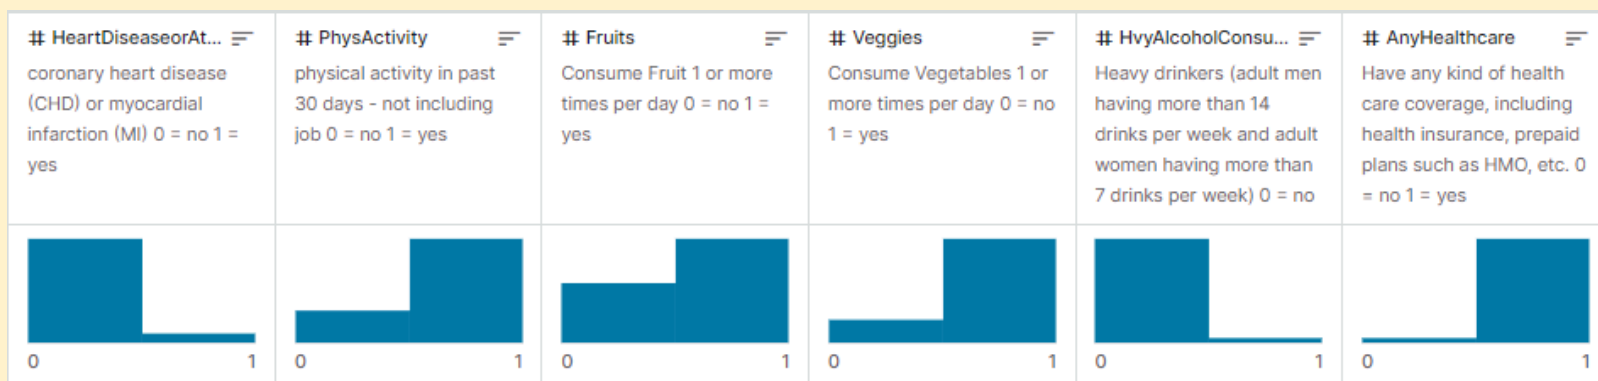 # HeartDiseaseorAt...
coronary heart disease
(CHD) or myocardial
infarction (MI) 0 = no 1 =
yes
0 1
# PhysActivity
physical activity in past
30 days - not including
job 0 = no 1 = yes
0 1
# Fruits
Consume Fruit 1 or more
times per day 0 = no 1 =
yes
0 1
# Veggies
Consume Vegetables 1 or
more times per day 0 = no
1 = yes
0 1
# HvyAlcoholConsu...
Heavy drinkers (adult men
having more than 14
drinks per week and adult
women having more than
7 drinks per week) 0 = no
0 1
# AnyHealthcare
Have any kind of health
care coverage, including
health insurance, prepaid
plans such as HMO, etc. 0
= no 1 = yes
0 1